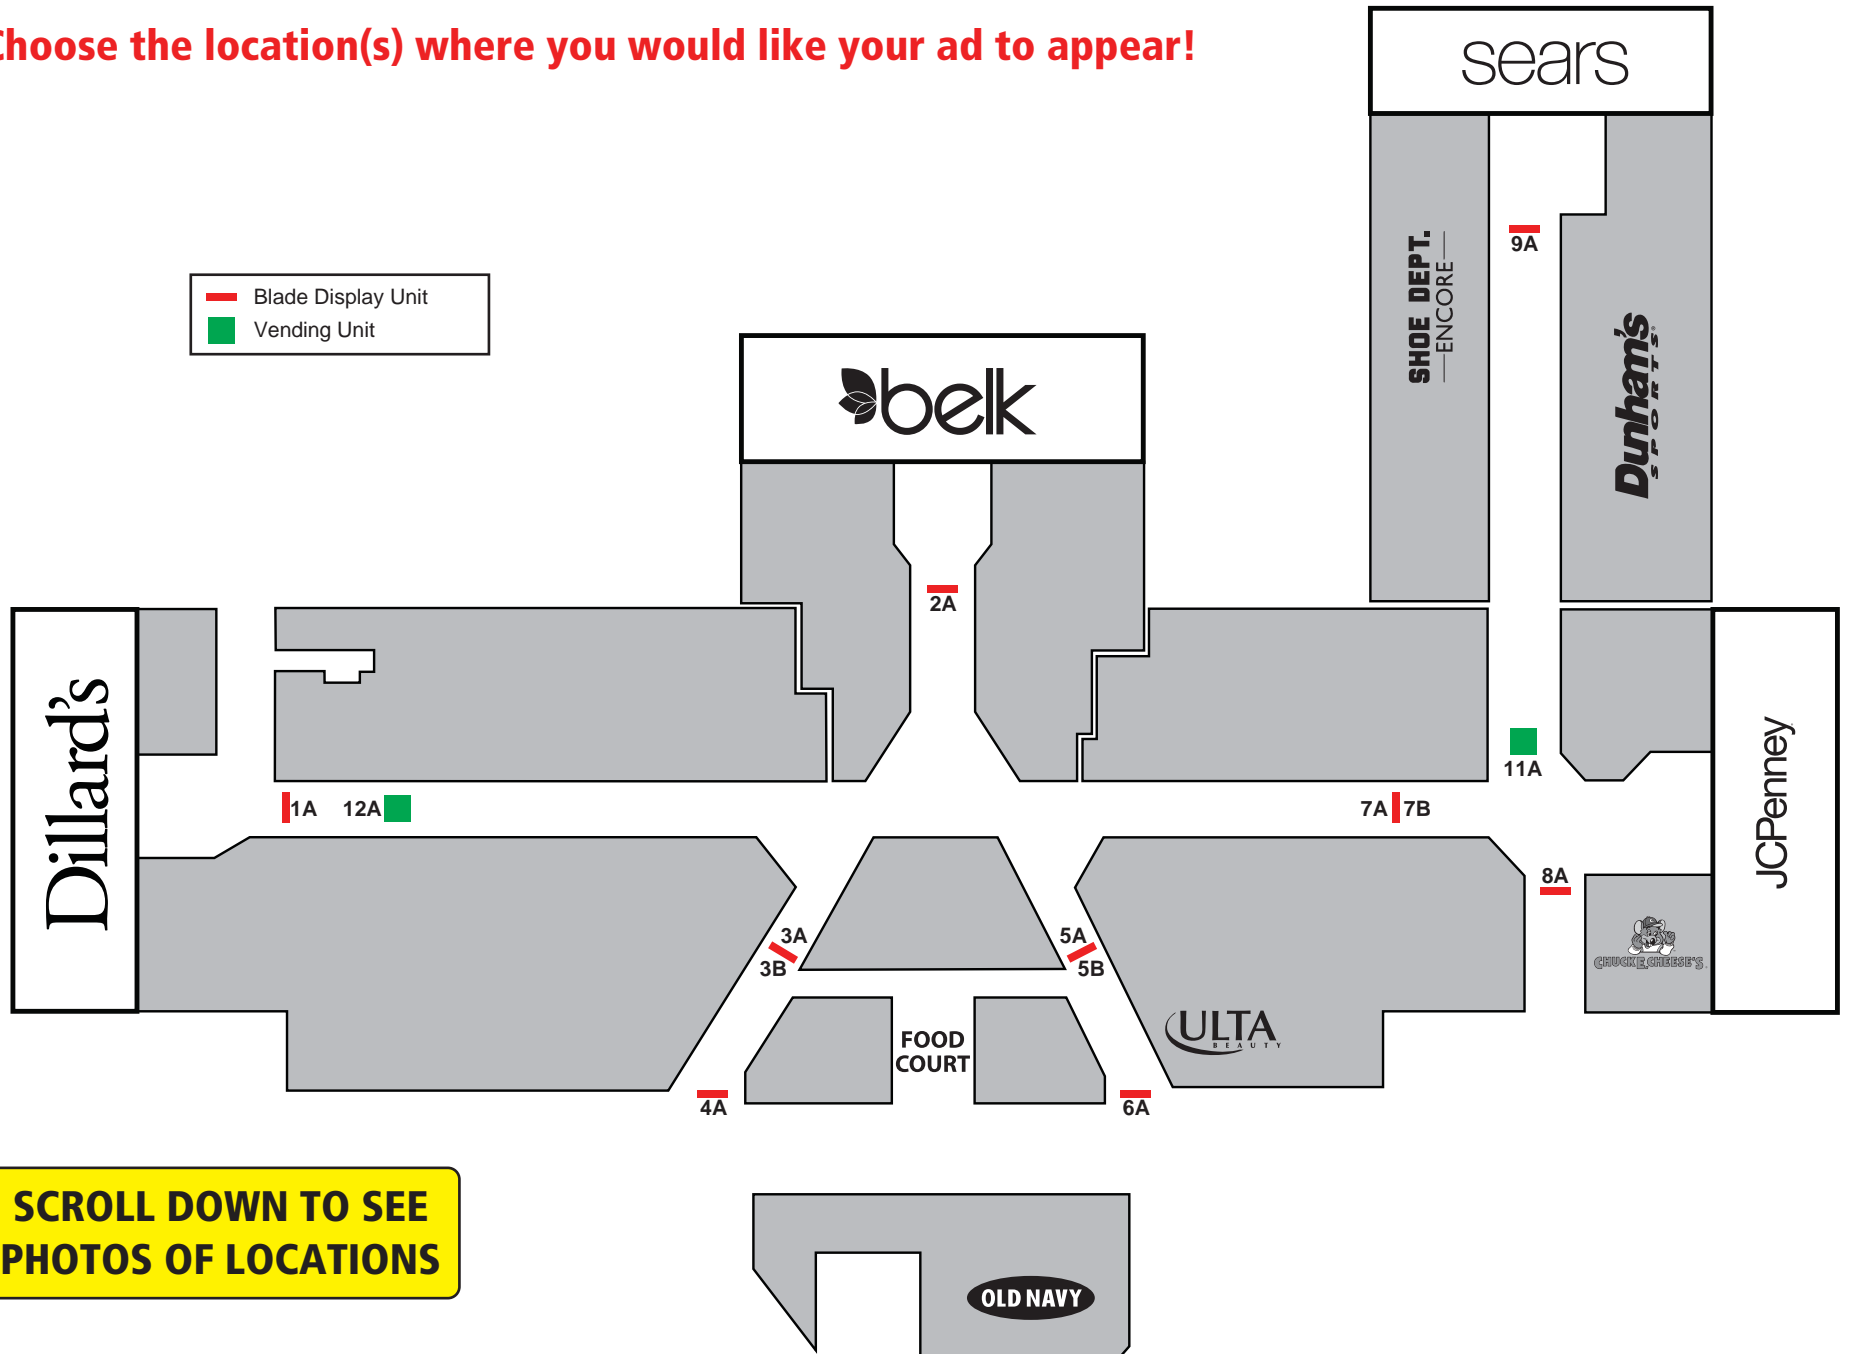 Choose the location(s) where you would like your ad to appear!
sears
Blade Display Unit
Vending Unit
9A
SHOE DEPT.
ENCORE
Dunham's
SPORTS
belk
2A
Dillard's
1A
12A
7A
7B
11A
JCPenney
8A
3A
3B
5A
5B
CHUCK E. CHEESE'S
ULTA
BEAUTY
FOOD
COURT
4A
6A
SCROLL DOWN TO SEE
PHOTOS OF LOCATIONS
OLD NAVY